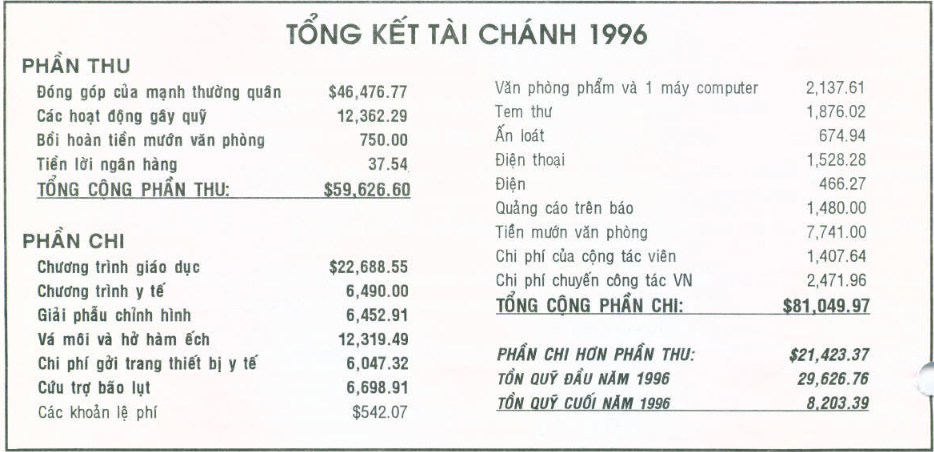 TỔNG KẾT TÀI CHÁNH 1996
PHẦN THU
Đóng góp của mạnh thường quân $46,476.77
Các hoạt động gây quỹ 12,362.29
Bồi hoàn tiền mướn văn phòng 750.00
Tiền lời ngân hàng 37.54
TỔNG CỘNG PHẦN THU: $59,626.60
PHẦN CHI
Chương trình giáo dục $22,688.55
Chương trình y tế 6,490.00
Giải phẫu chỉnh hình 6,452.91
Vá môi và hở hàm ếch 12,319.49
Chi phí gởi trang thiết bị y tế 6,047.32
Cứu trợ bão lụt 6,698.91
Các khoản lệ phí $542.07
Văn phòng phẩm và 1 máy computer 2,137.61
Tem thư 1,876.02
Ấn loát 674.94
Điện thoại 1,528.28
Điện 466.27
Quảng cáo trên báo 1,480.00
Tiền mướn văn phòng 7,741.00
Chi phí của cộng tác viên 1,407.64
Chi phí chuyến công tác VN 2,471.96
TỔNG CỘNG PHẦN CHI: $81,049.97
PHẦN CHI HƠN PHẦN THU: $21,423.37
TỒN QUỸ ĐẦU NĂM 1996 29,626.76
TỒN QUỸ CUỐI NĂM 1996 8,203.39